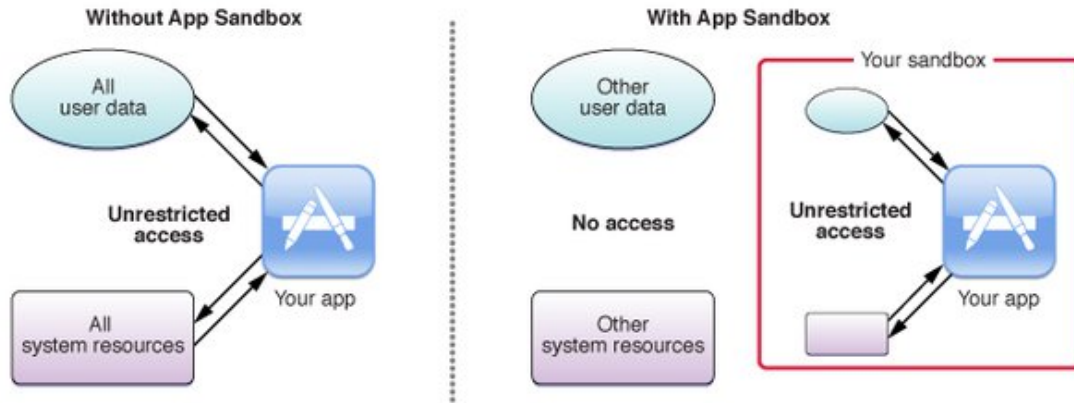 Without App Sandbox
All
user data
Unrestricted
access
Your app
All
system resources
With App Sandbox
Other
user data
No access
Other
system resources
Your sandbox
Unrestricted
access
Your app